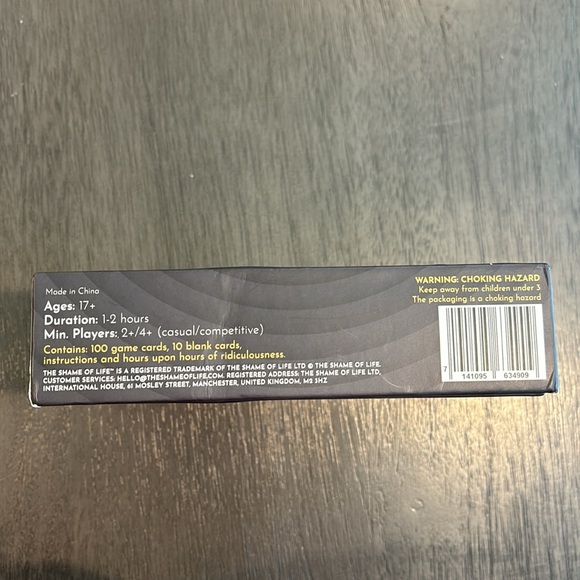 Made in China
Ages: 17+
Duration: 1-2 hours
Min. Players: 2+/4+ (casual/competitive)
Contains: 100 game cards, 10 blank cards,
instructions and hours upon hours of ridiculousness.
THE SHAME OF LIFE™ IS A REGISTERED TRADEMARK OF THE SHAME OF LIFE LTD © THE SHAME OF LIFE.
CUSTOMER SERVICES: HELLO@THESHAMEOFLIFE.COM. REGISTERED ADDRESS: THE SHAME OF LIFE LTD,
INTERNATIONAL HOUSE, 61 MOSLEY STREET, MANCHESTER, UNITED KINGDOM, M2 3HZ
WARNING: CHOKING HAZARD
Keep away from children under 3
The packaging is a choking hazard
7 141095 634909